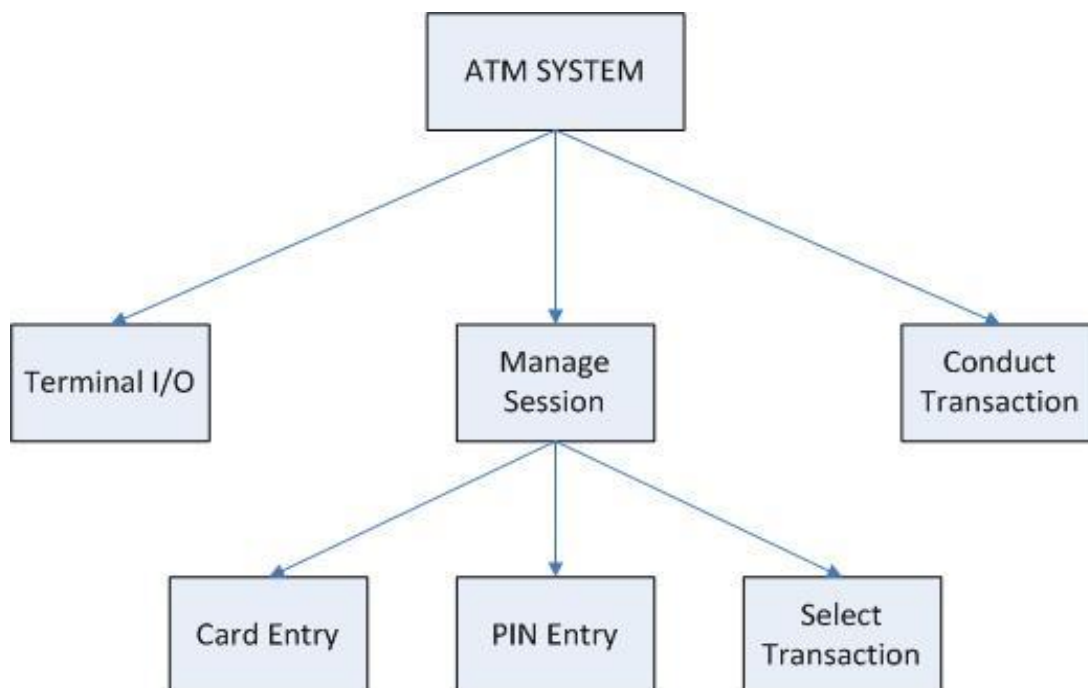 ATM SYSTEM
Terminal I/O
Manage
Session
Conduct
Transaction
Card Entry
PIN Entry
Select
Transaction